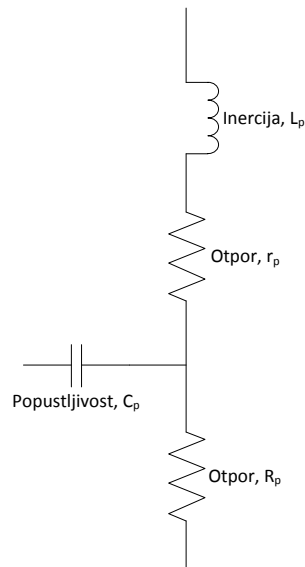 Inercija, Lp
Otpor, rp
Popustljivost, Cp
Otpor, Rp